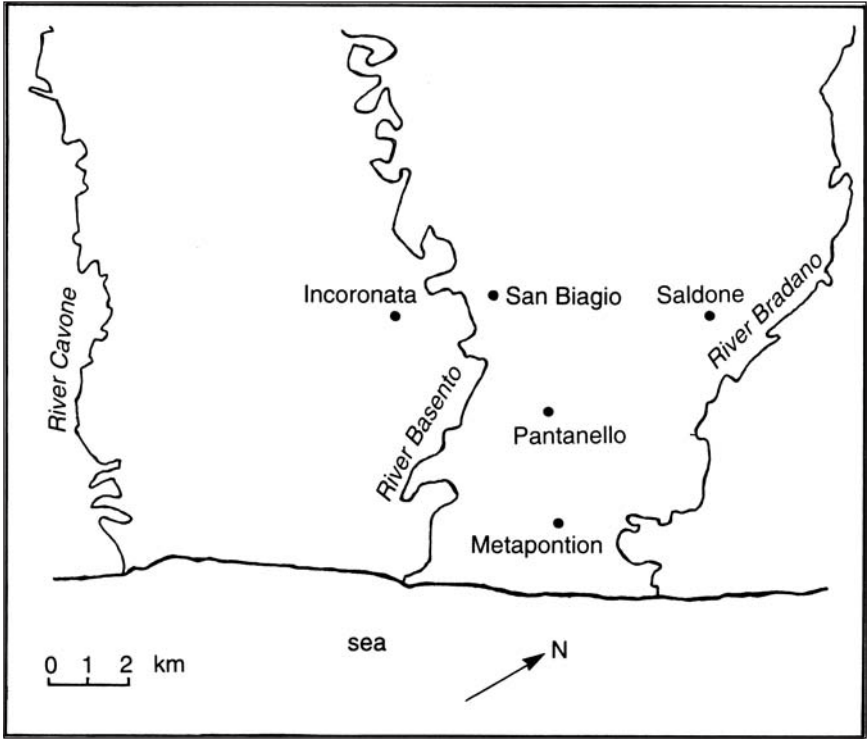 Incoronata
San Biagio
Saldone
River Bradano
River Cavone
River Basento
Pantanello
Metapontion
sea
N
0 1 2 km